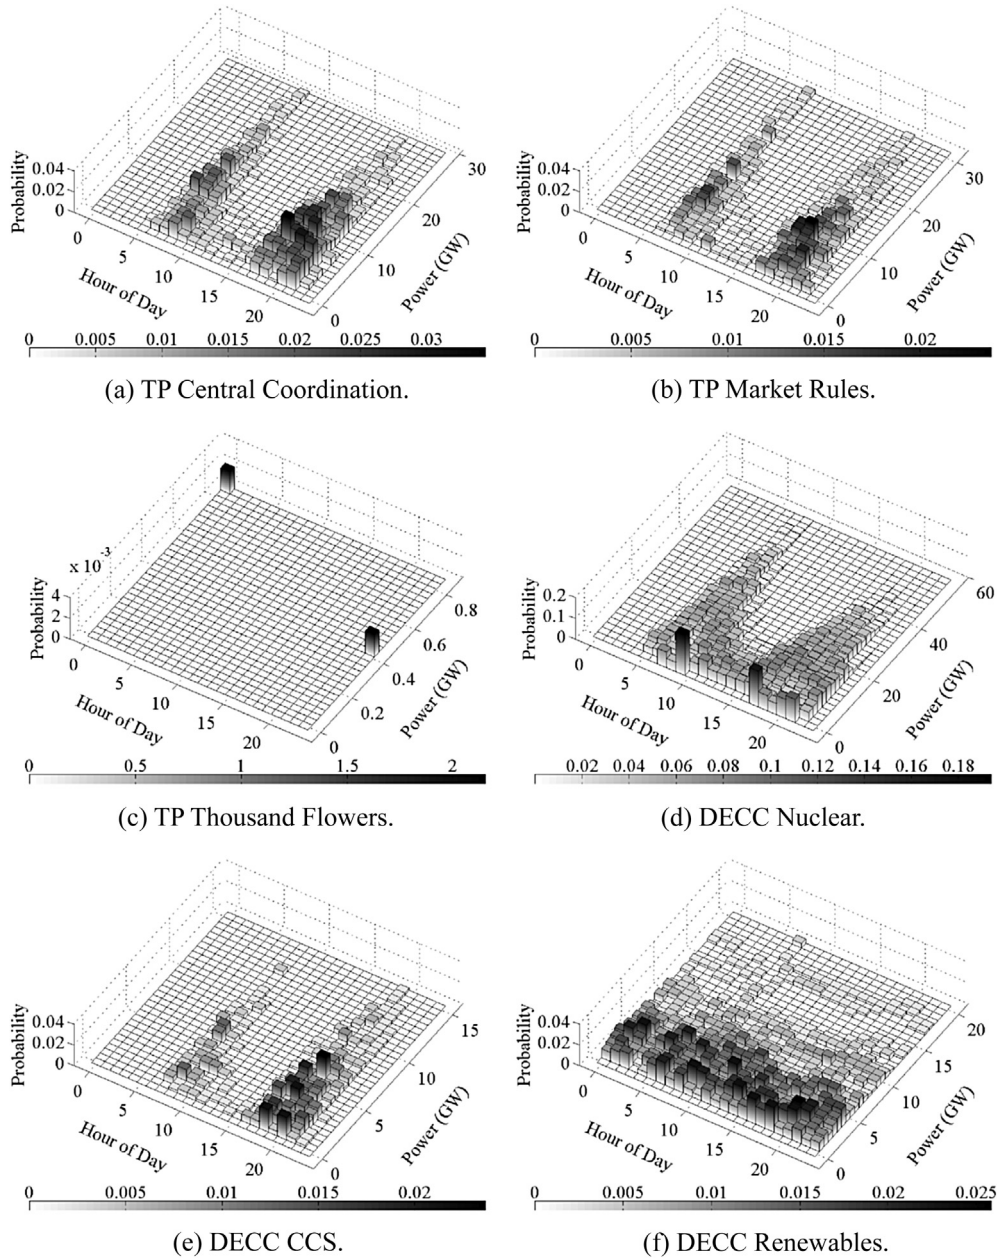 0.04
0.02
0
Probability
0
5
10
15
20
Hour of Day
0
10
20
30
Power (GW)
0 0.005 0.01 0.015 0.02 0.025 0.03
(a) TP Central Coordination.
0.04
0.02
0
Probability
0
5
10
15
20
Hour of Day
0
10
20
30
Power (GW)
0 0.005 0.01 0.015 0.02
(b) TP Market Rules.
x 10⁻³
4
2
0
Probability
0
5
10
15
20
Hour of Day
0
0.2
0.4
0.6
0.8
Power (GW)
0 0.5 1 1.5 2
(c) TP Thousand Flowers.
0.2
0.1
0
Probability
0
5
10
15
20
Hour of Day
0
20
40
60
Power (GW)
0.02 0.04 0.06 0.08 0.1 0.12 0.14 0.16 0.18
(d) DECC Nuclear.
0.04
0.02
0
Probability
0
5
10
15
20
Hour of Day
0
5
10
15
Power (GW)
0 0.005 0.01 0.015 0.02
(e) DECC CCS.
0.04
0.02
0
Probability
0
5
10
15
20
Hour of Day
0
5
10
15
20
Power (GW)
0 0.005 0.01 0.015 0.02 0.025
(f) DECC Renewables.